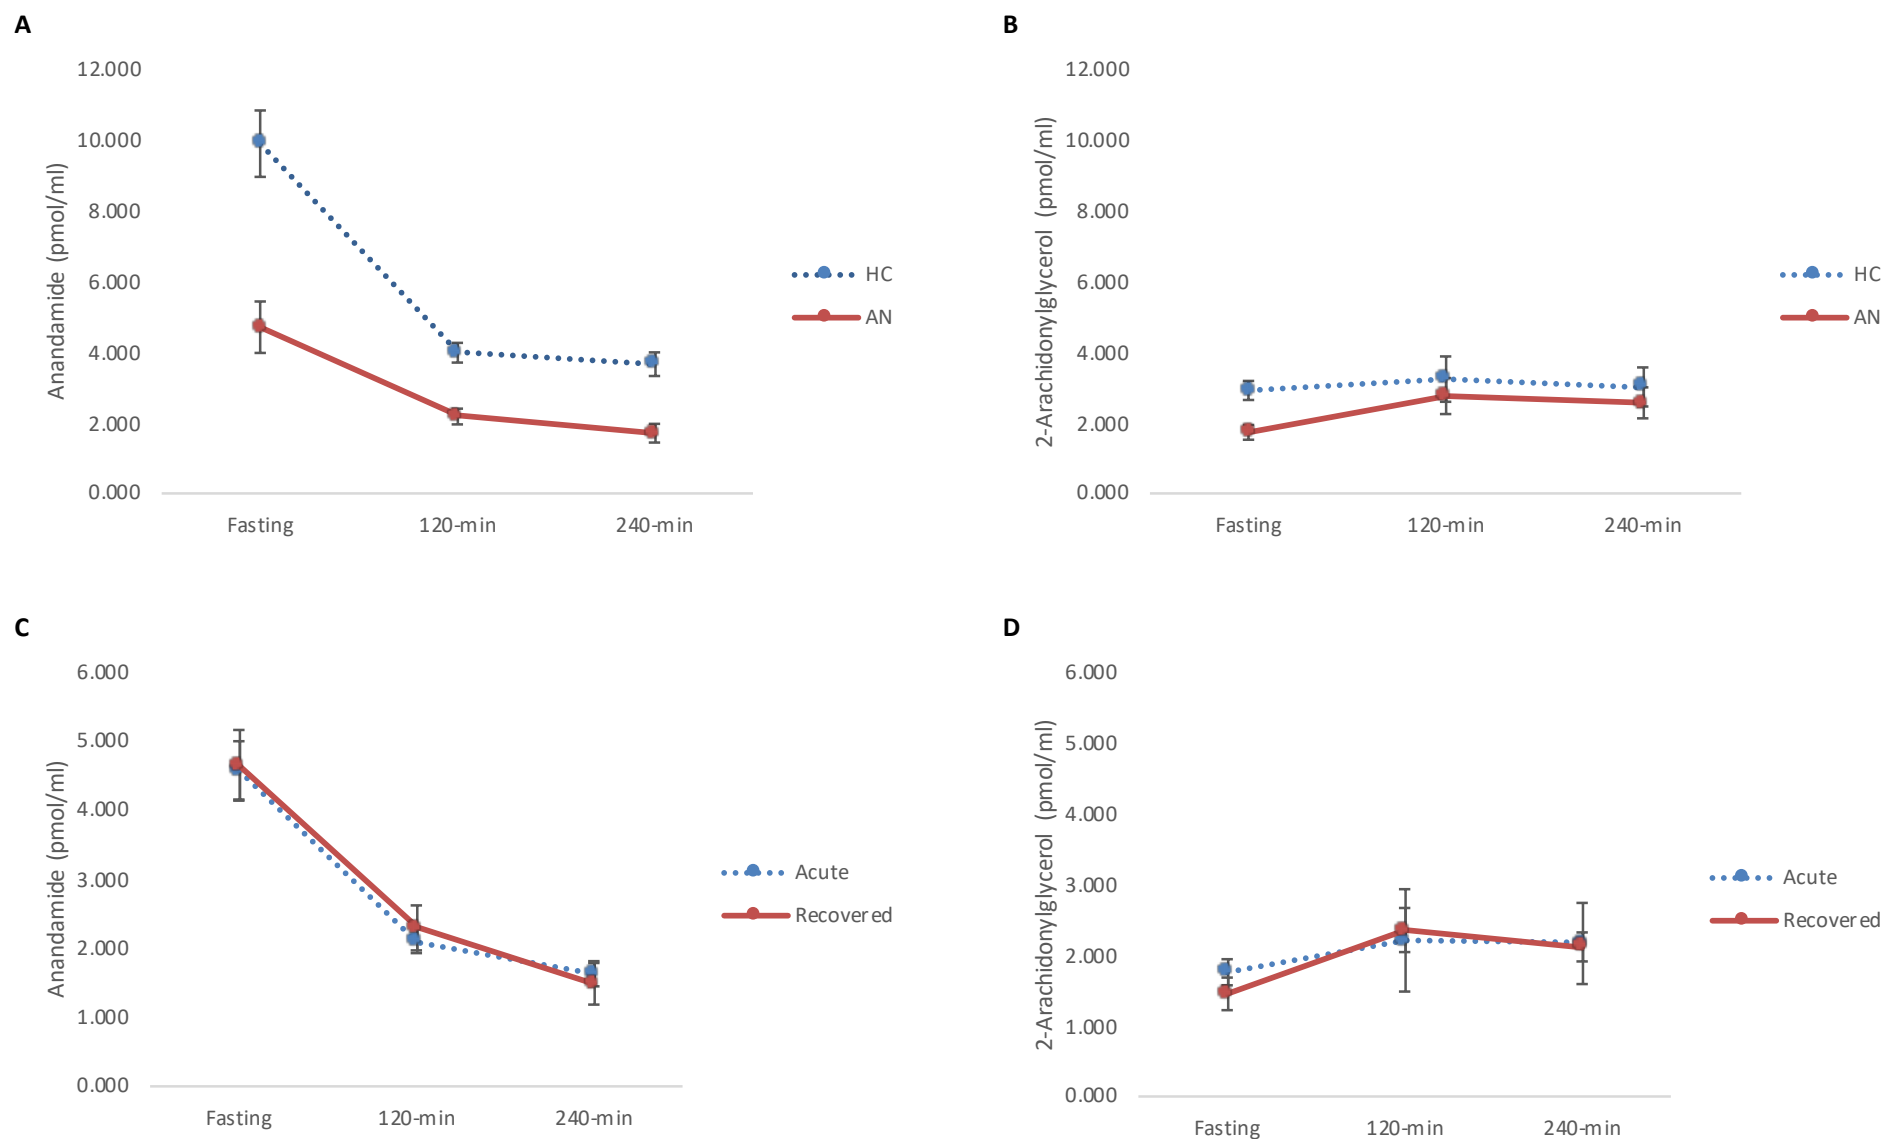 A
Anandamide (pmol/ml)
12.000
10.000
8.000
6.000
4.000
2.000
0.000
Fasting
120-min
240-min
HC
AN
B
2-Arachidonylglycerol (pmol/ml)
12.000
10.000
8.000
6.000
4.000
2.000
0.000
Fasting
120-min
240-min
HC
AN
C
Anandamide (pmol/ml)
6.000
5.000
4.000
3.000
2.000
1.000
0.000
Fasting
120-min
240-min
Acute
Recovered
D
2-Arachidonylglycerol (pmol/ml)
6.000
5.000
4.000
3.000
2.000
1.000
0.000
Fasting
120-min
240-min
Acute
Recovered